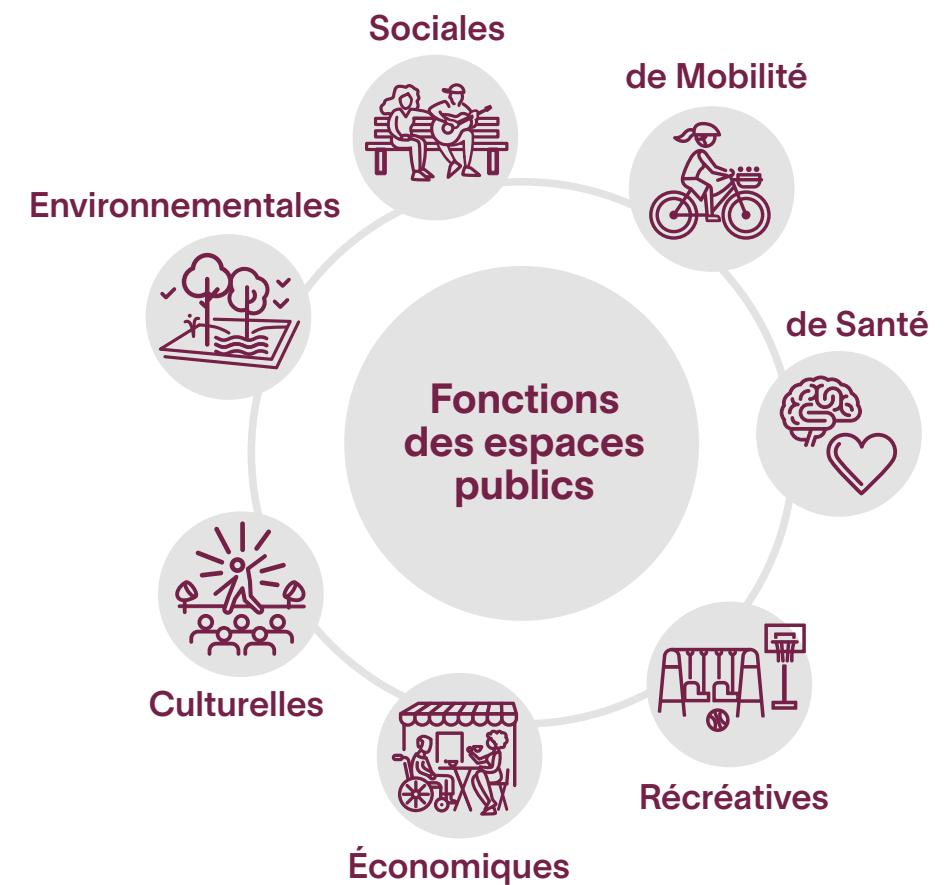 Sociales
de Mobilité
Environnementales
de Santé
Fonctions
des espaces
publics
Culturelles
Récréatives
Économiques